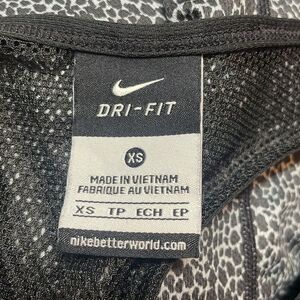 DRI-FIT
XS
MADE IN VIETNAM
FABRIQUE AU VIETNAM
XS TP ECH EP
nikebetterworld.com